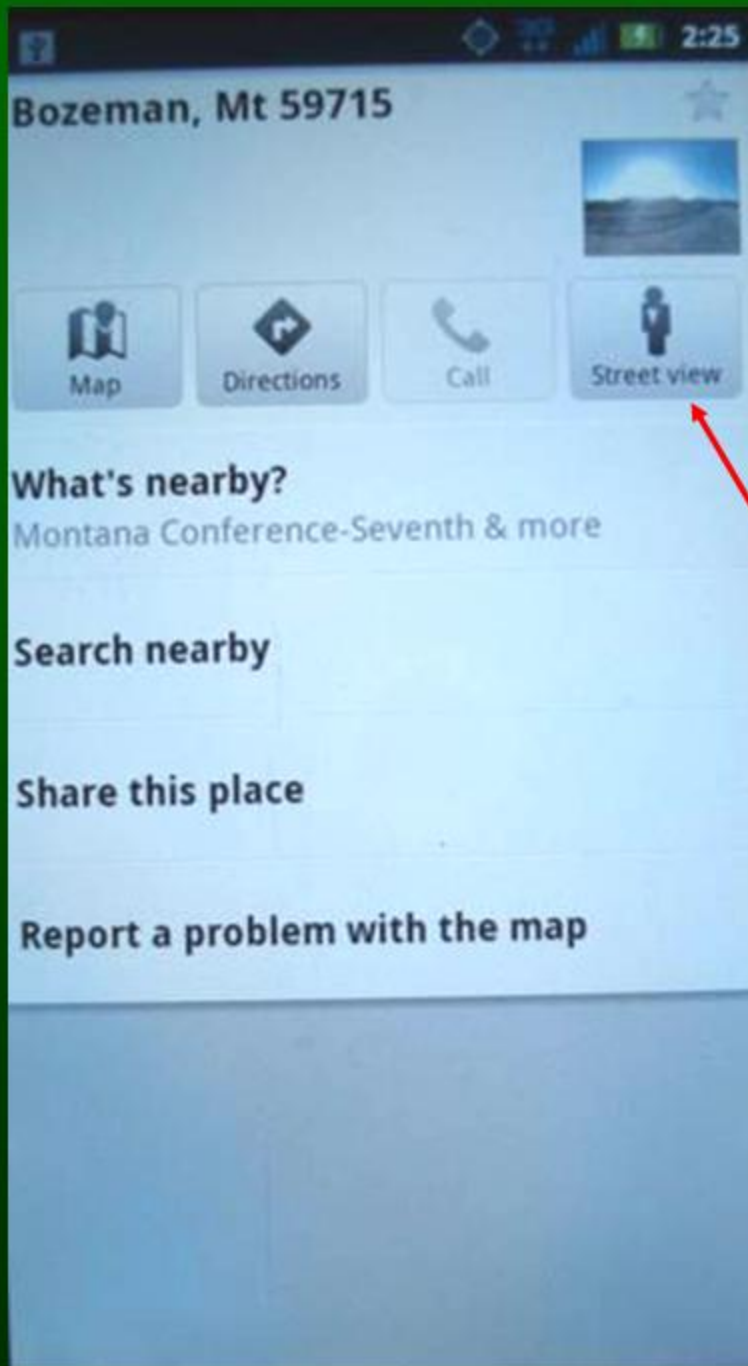 2:25
Bozeman, Mt 59715
Map
Directions
Call
Street view
What's nearby?
Montana Conference-Seventh & more
Search nearby
Share this place
Report a problem with the map